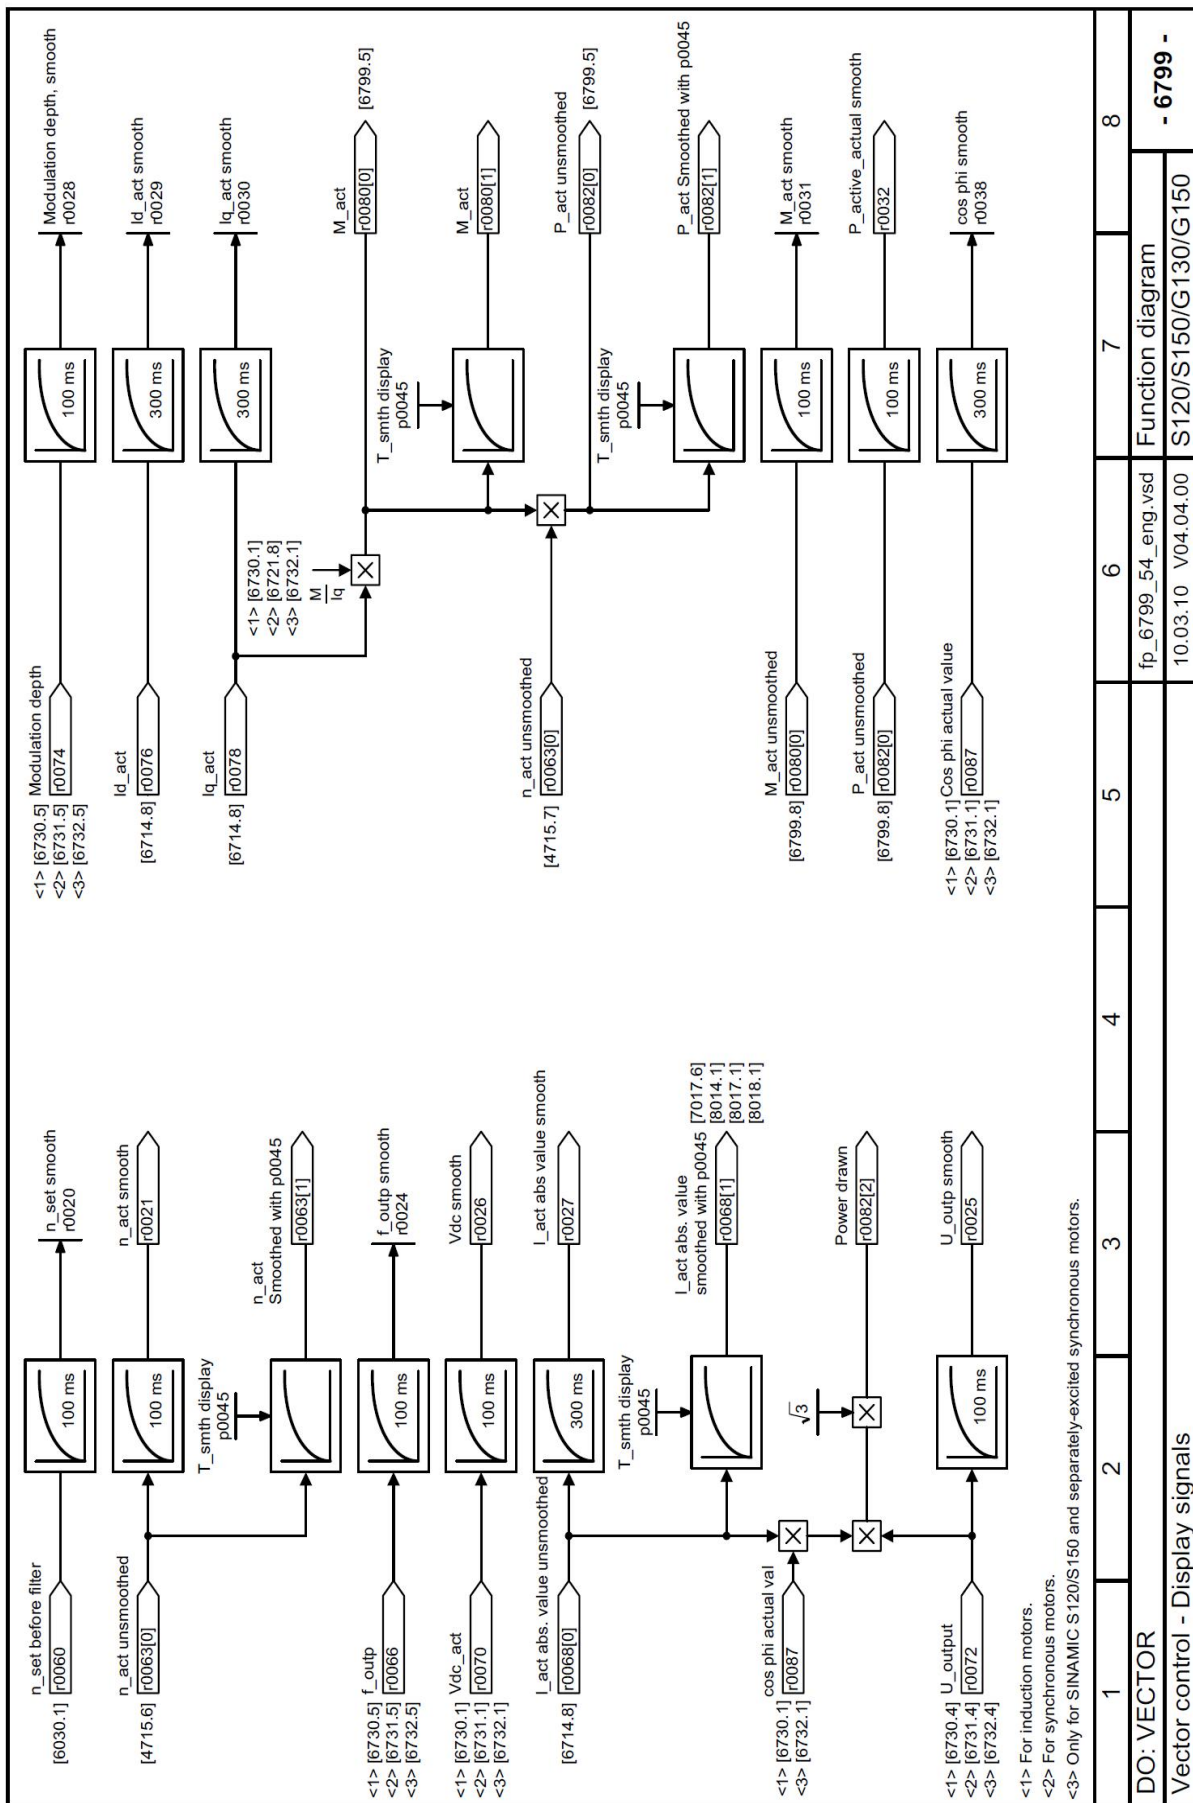 n_set before filter
[6030.1]
r0060
100 ms
n_set smooth
r0020
n_act unsmoothed
[4715.6]
r0063[0]
100 ms
n_act smooth
r0021
T_smth display
p0045
n_act
Smoothed with p0045
r0063[1]
<1> [6730.5]
<2> [6731.5]
<3> [6732.5]
f_outp
r0066
100 ms
f_outp smooth
r0024
<1> [6730.1]
<2> [6731.1]
<3> [6732.1]
Vdc_act
r0070
100 ms
Vdc smooth
r0026
I_act abs. value unsmoothed
[6714.8]
r0068[0]
300 ms
I_act abs value smooth
r0027
T_smth display
p0045
I_act abs. value
smoothed with p0045
r0068[1]
[7017.6]
[8014.1]
[8017.1]
[8018.1]
cos phi actual val
<1> [6730.1]
<3> [6732.1]
r0087
√3
Power drawn
r0082[2]
<1> [6730.4]
<2> [6731.4]
<3> [6732.4]
U_output
r0072
100 ms
U_outp smooth
r0025
<1> [6730.5]
<2> [6731.5]
<3> [6732.5]
Modulation depth
r0074
100 ms
Modulation depth, smooth
r0028
Id_act
[6714.8]
r0076
300 ms
Id_act smooth
r0029
Iq_act
[6714.8]
r0078
300 ms
Iq_act smooth
r0030
<1> [6730.1]
<2> [6721.8]
<3> [6732.1]
M
Iq
M_act
r0080[0]
[6799.5]
T_smth display
p0045
M_act
r0080[1]
n_act unsmoothed
[4715.7]
r0063[0]
P_act unsmoothed
r0082[0]
[6799.5]
T_smth display
p0045
P_act Smoothed with p0045
r0082[1]
M_act unsmoothed
[6799.8]
r0080[0]
100 ms
M_act smooth
r0031
P_act unsmoothed
[6799.8]
r0082[0]
100 ms
P_active_actual smooth
r0032
<1> [6730.1]
<2> [6731.1]
<3> [6732.1]
Cos phi actual value
r0087
300 ms
cos phi smooth
r0038
<1> For induction motors.
<2> For synchronous motors.
<3> Only for SINAMIC S120/S150 and separately-excited synchronous motors.
1 2 3 4 5 6 7 8
DO: VECTOR
fp_6799_54_eng.vsd
Function diagram
- 6799 -
Vector control - Display signals
10.03.10 V04.04.00
S120/S150/G130/G150